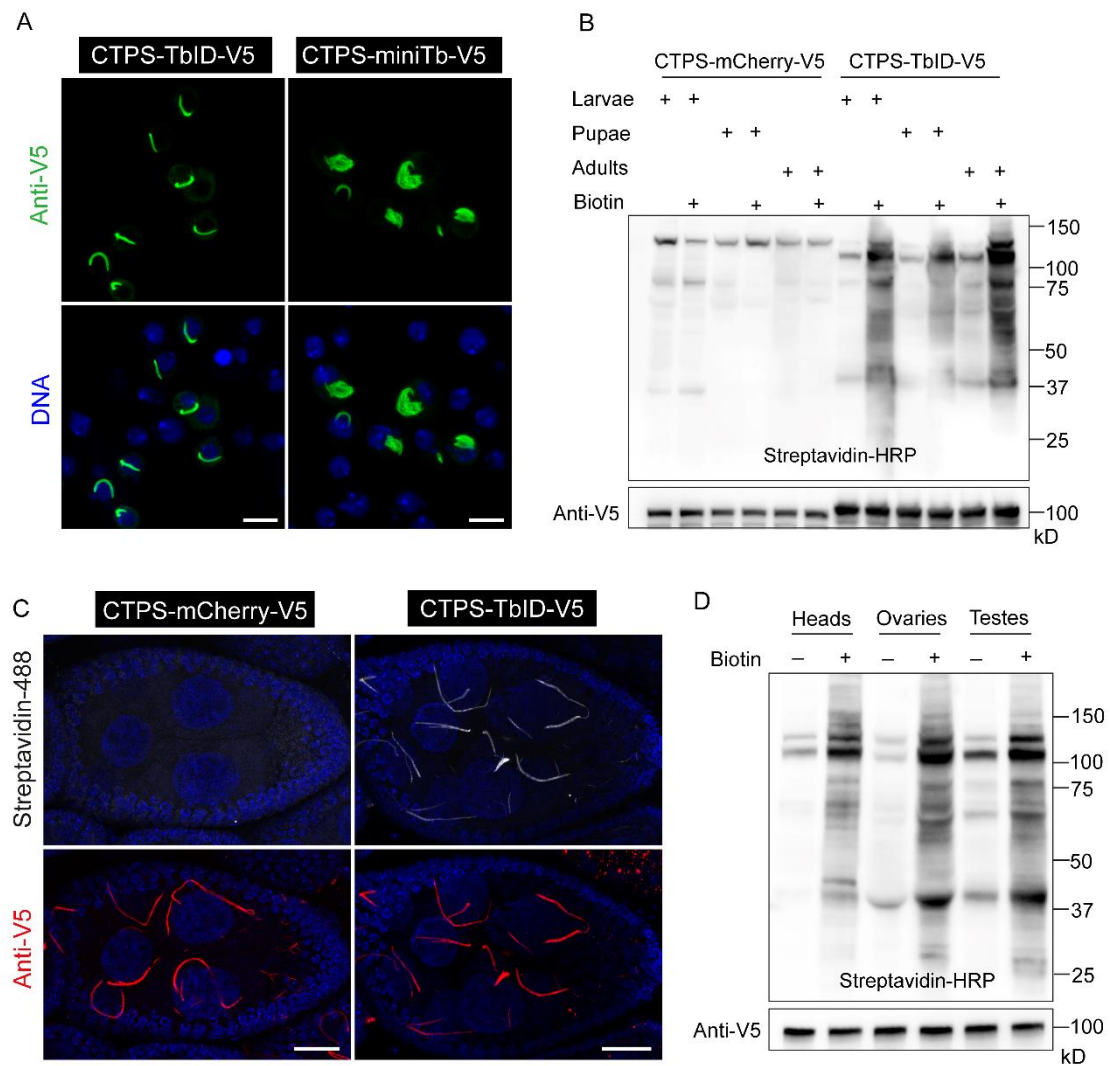 A
CTPS-TbID-V5
CTPS-miniTb-V5
Anti-V5
DNA
B
CTPS-mCherry-V5
CTPS-TbID-V5
Larvae + + + +
Pupae + + + +
Adults + + + +
Biotin + + + + + +
150
100
75
50
37
25
Streptavidin-HRP
Anti-V5
100
kD
C
CTPS-mCherry-V5
CTPS-TbID-V5
Streptavidin-488
Anti-V5
D
Heads Ovaries Testes
Biotin – + – + – +
150
100
75
50
37
25
Streptavidin-HRP
Anti-V5
100
kD